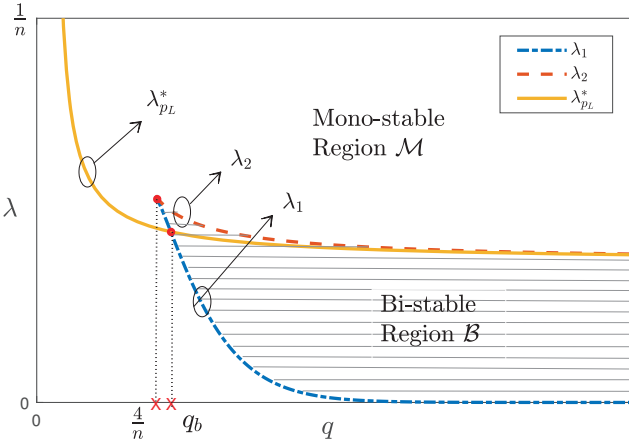 1/n
λ₁
λ₂
λ*_{p_L}
λ*_{p_L}
Mono-stable
Region ℳ
λ₂
λ₁
λ
Bi-stable
Region ℬ
0
0
4/n
q_b
q